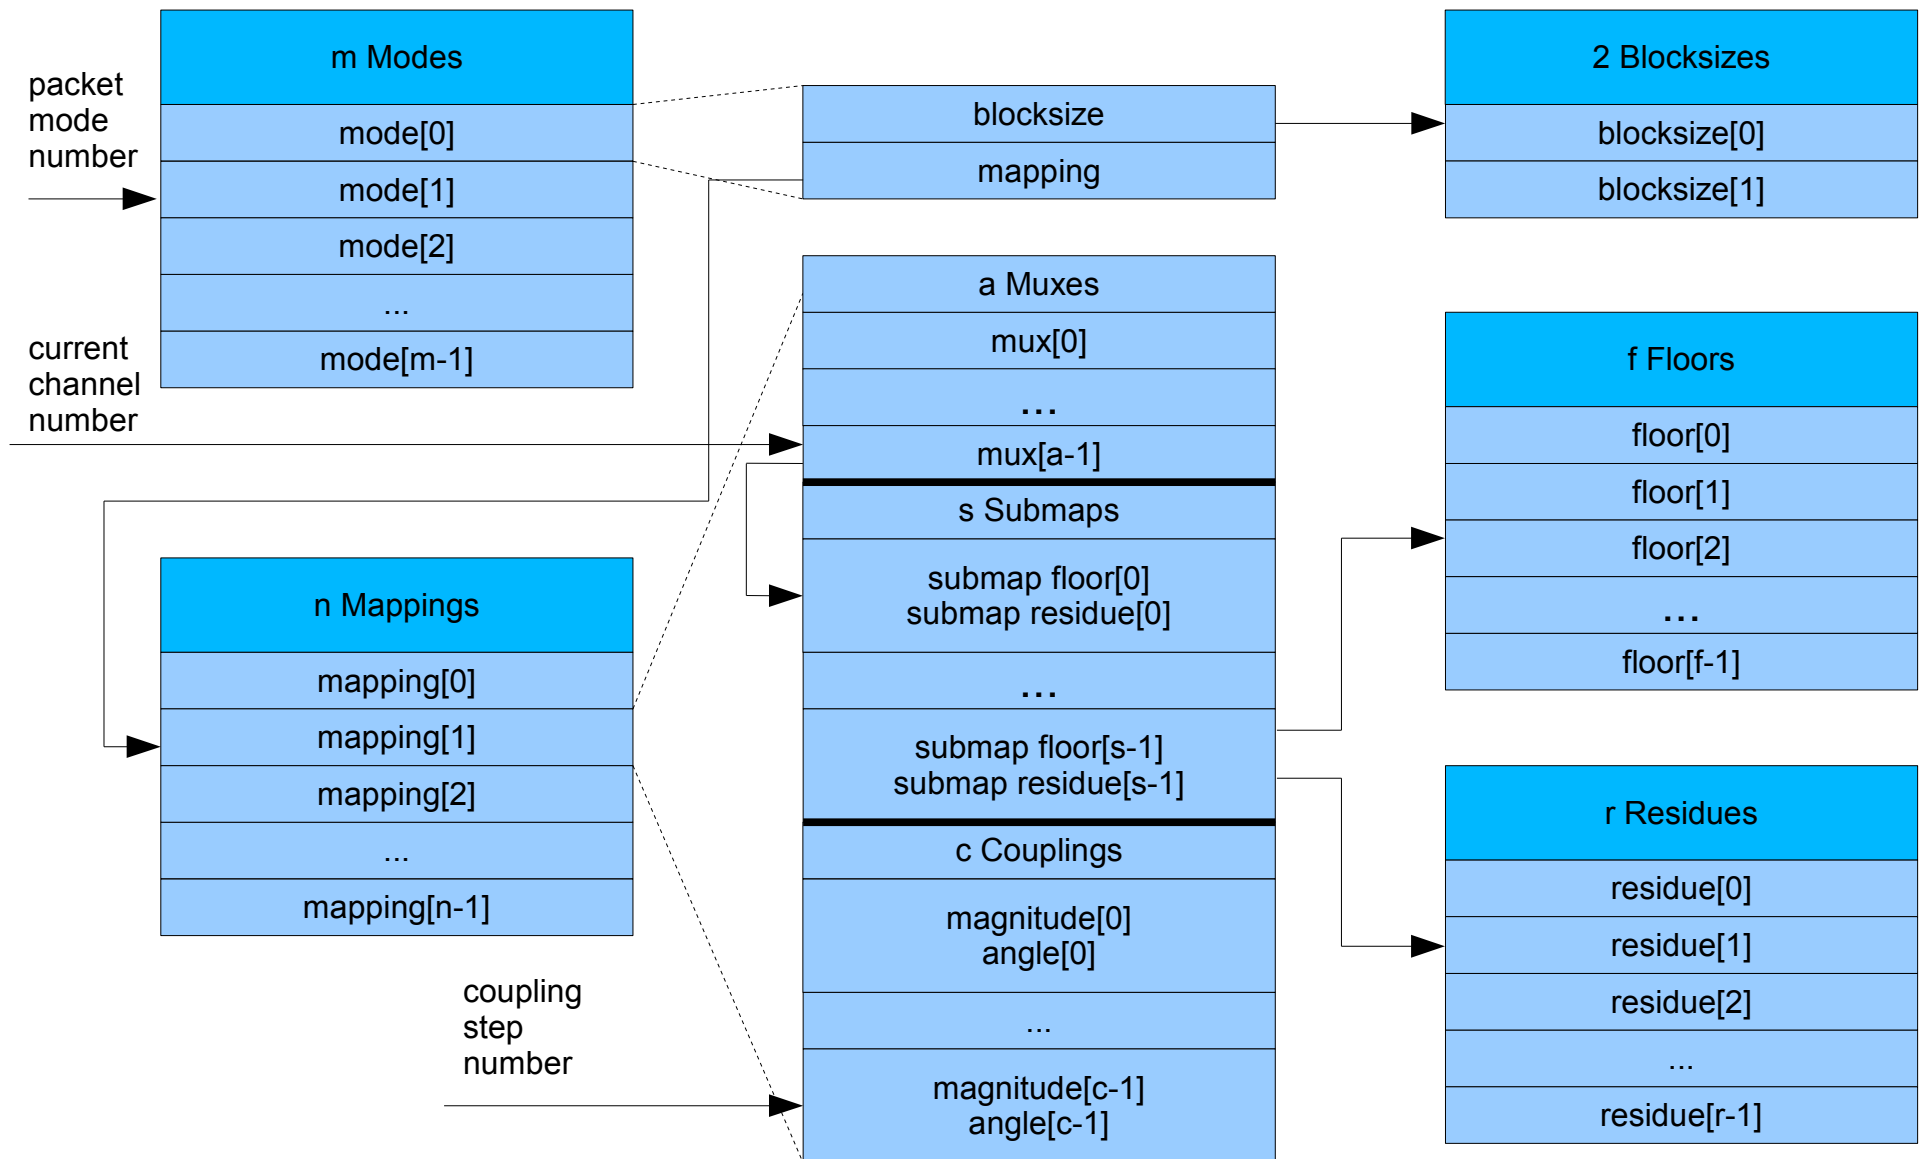 packet
mode
number
m Modes
mode[0]
mode[1]
mode[2]
...
mode[m-1]
current
channel
number
n Mappings
mapping[0]
mapping[1]
mapping[2]
...
mapping[n-1]
coupling
step
number
blocksize
mapping
a Muxes
mux[0]
...
mux[a-1]
s Submaps
submap floor[0]
submap residue[0]
...
submap floor[s-1]
submap residue[s-1]
c Couplings
magnitude[0]
angle[0]
...
magnitude[c-1]
angle[c-1]
2 Blocksizes
blocksize[0]
blocksize[1]
f Floors
floor[0]
floor[1]
floor[2]
...
floor[f-1]
r Residues
residue[0]
residue[1]
residue[2]
...
residue[r-1]